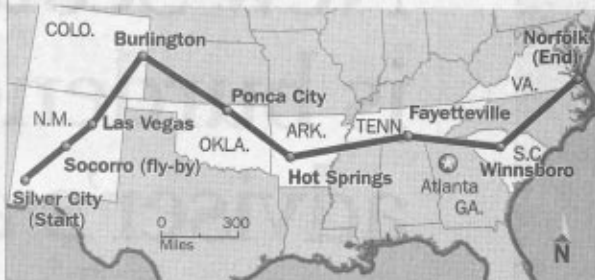 COLO.
Burlington
Norfolk
(End)
VA.
Ponca City
Fayetteville
N.M.
Las Vegas
OKLA.
ARK.
TENN.
S.C.
Socorro (fly-by)
Hot Springs
Winnsboro
Silver City
(Start)
Atlanta
GA.
0 300
Miles
N